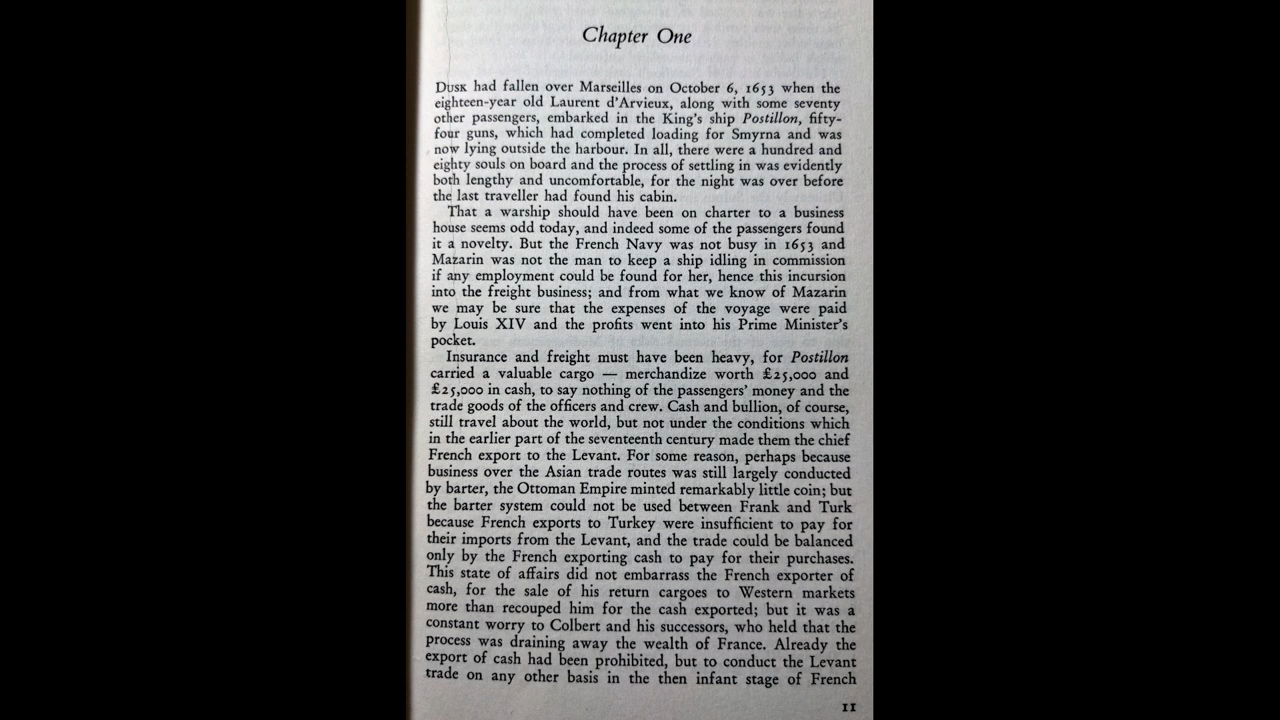 Chapter One
DUSK had fallen over Marseilles on October 6, 1653 when the
eighteen-year old Laurent d'Arvieux, along with some seventy
other passengers, embarked in the King's ship Postillon, fifty-
four guns, which had completed loading for Smyrna and was
now lying outside the harbour. In all, there were a hundred and
eighty souls on board and the process of settling in was evidently
both lengthy and uncomfortable, for the night was over before
the last traveller had found his cabin.
That a warship should have been on charter to a business
house seems odd today, and indeed some of the passengers found
it a novelty. But the French Navy was not busy in 1653 and
Mazarin was not the man to keep a ship idling in commission
if any employment could be found for her, hence this incursion
into the freight business; and from what we know of Mazarin
we may be sure that the expenses of the voyage were paid
by Louis XIV and the profits went into his Prime Minister's
pocket.
Insurance and freight must have been heavy, for Postillon
carried a valuable cargo — merchandize worth £25,000 and
£25,000 in cash, to say nothing of the passengers' money and the
trade goods of the officers and crew. Cash and bullion, of course,
still travel about the world, but not under the conditions which
in the earlier part of the seventeenth century made them the chief
French export to the Levant. For some reason, perhaps because
business over the Asian trade routes was still largely conducted
by barter, the Ottoman Empire minted remarkably little coin; but
the barter system could not be used between Frank and Turk
because French exports to Turkey were insufficient to pay for
their imports from the Levant, and the trade could be balanced
only by the French exporting cash to pay for their purchases.
This state of affairs did not embarrass the French exporter of
cash, for the sale of his return cargoes to Western markets
more than recouped him for the cash exported; but it was a
constant worry to Colbert and his successors, who held that the
process was draining away the wealth of France. Already the
export of cash had been prohibited, but to conduct the Levant
trade on any other basis in the then infant stage of French
11